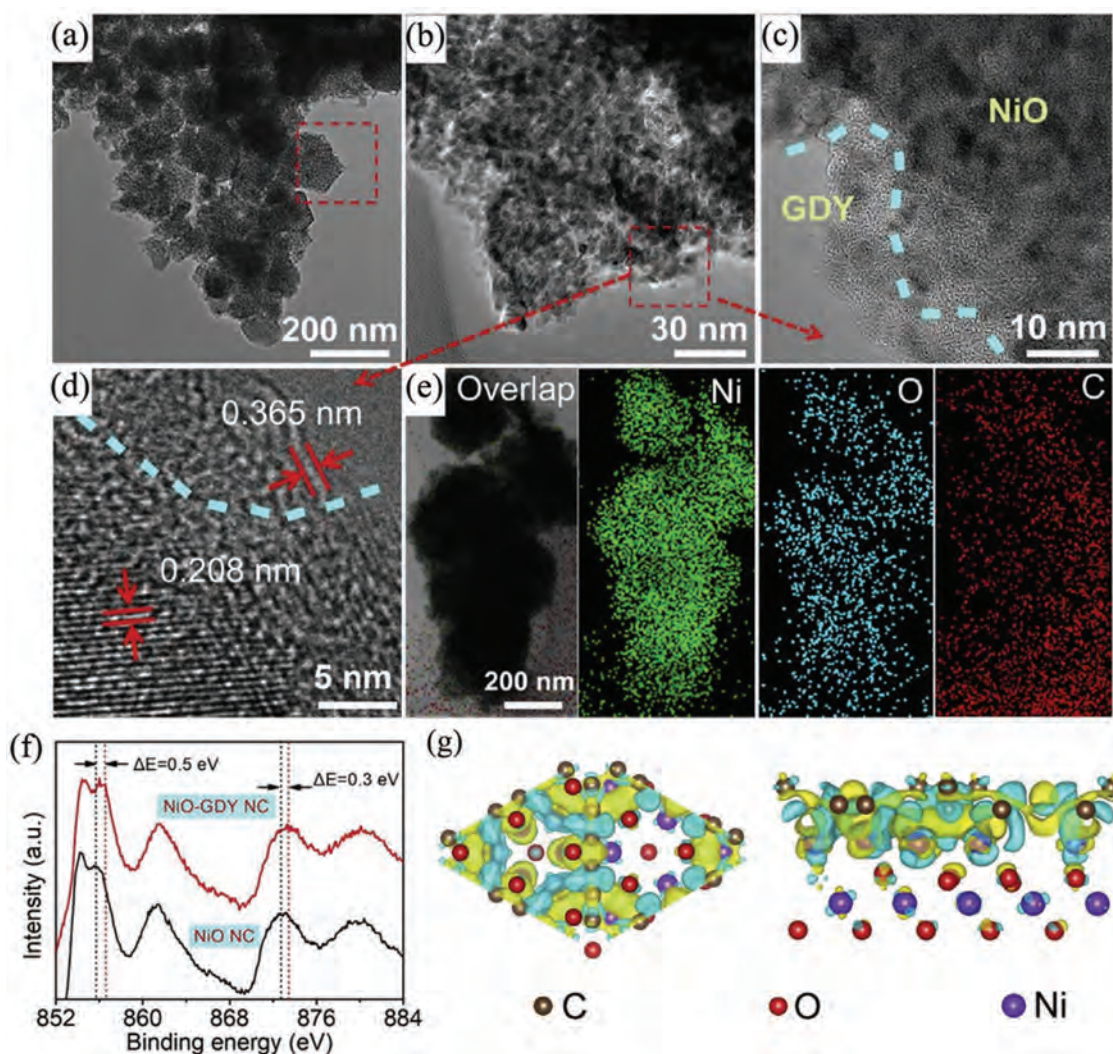 (a)
200 nm
(b)
30 nm
(c)
NiO
GDY
10 nm
(d)
0.365 nm
0.208 nm
5 nm
(e)
Overlap
200 nm
Ni
O
C
(f)
ΔE=0.5 eV
ΔE=0.3 eV
NiO-GDY NC
NiO NC
Intensity (a.u.)
852 860 868 876 884
Binding energy (eV)
(g)
C O Ni